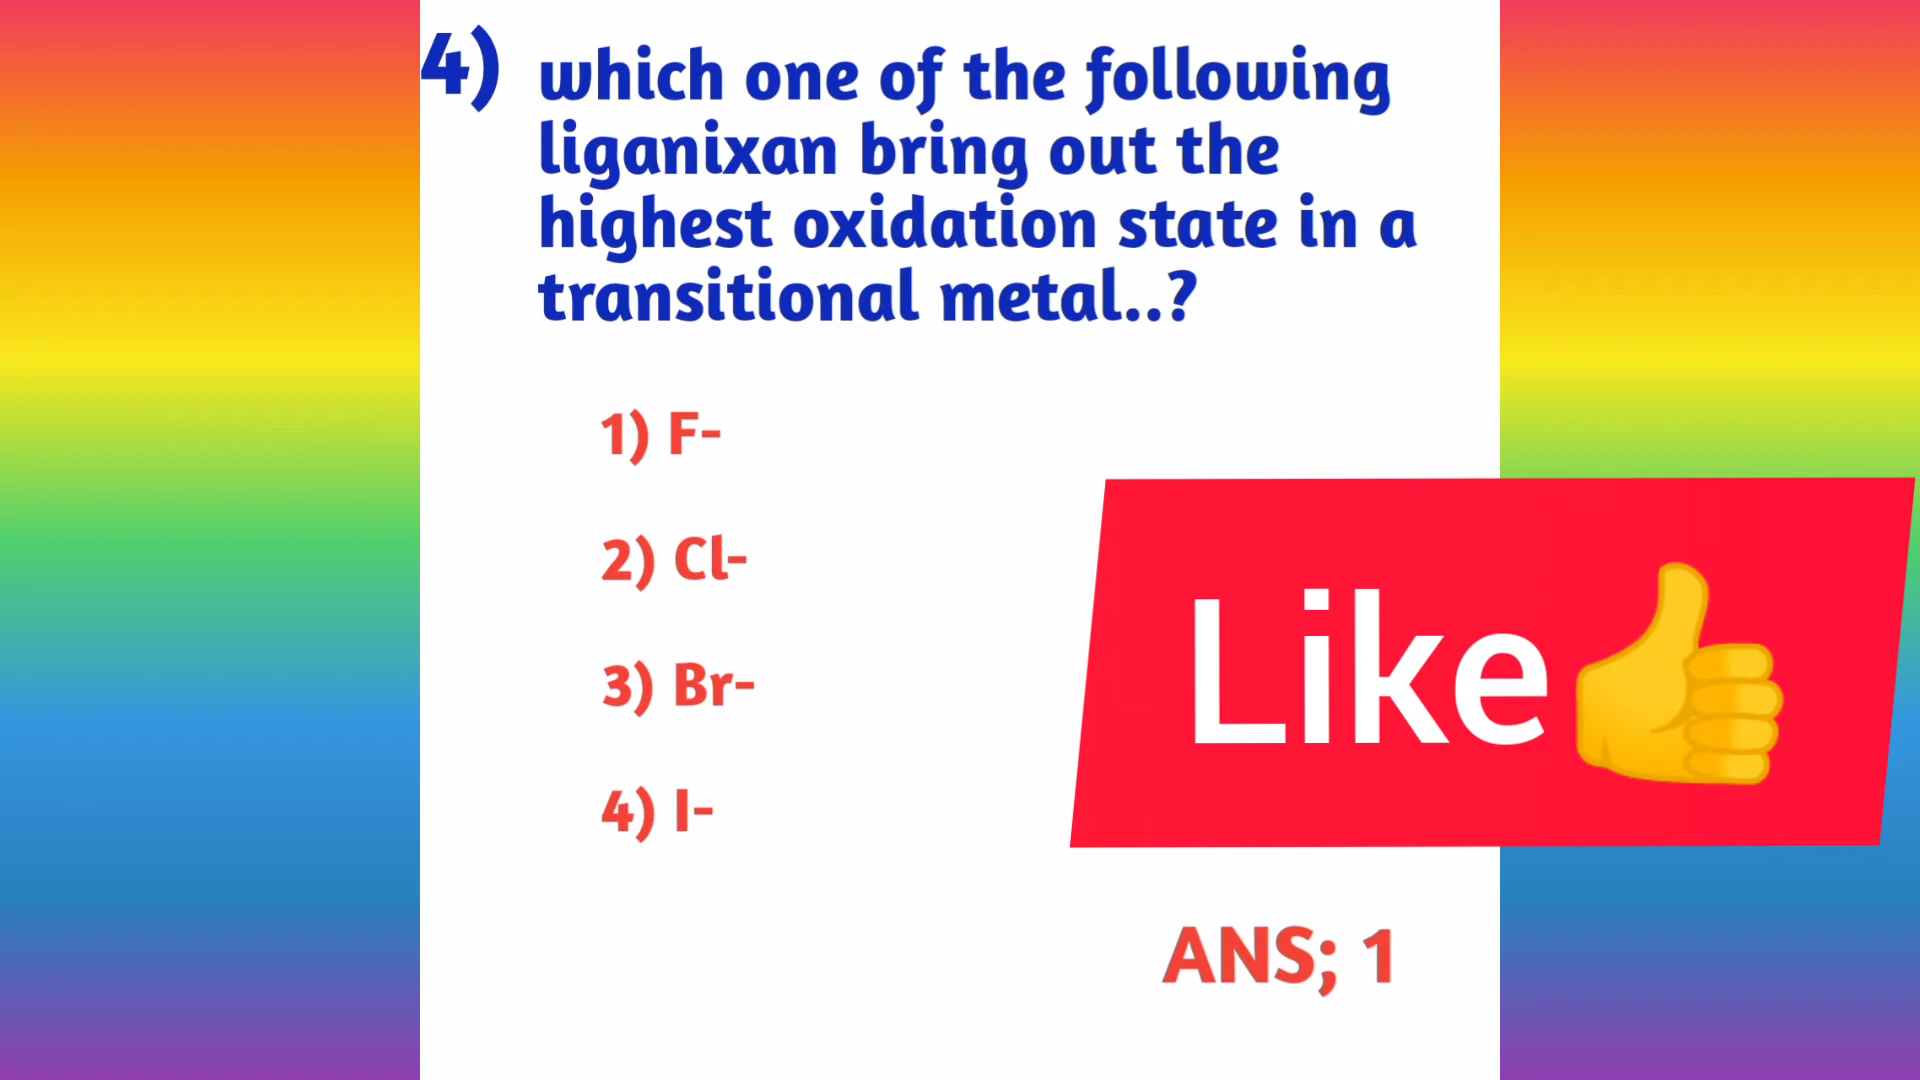 4) which one of the following
liganixan bring out the
highest oxidation state in a
transitional metal..?
1) F-
2) Cl-
3) Br-
4) I-
Like👍
ANS; 1